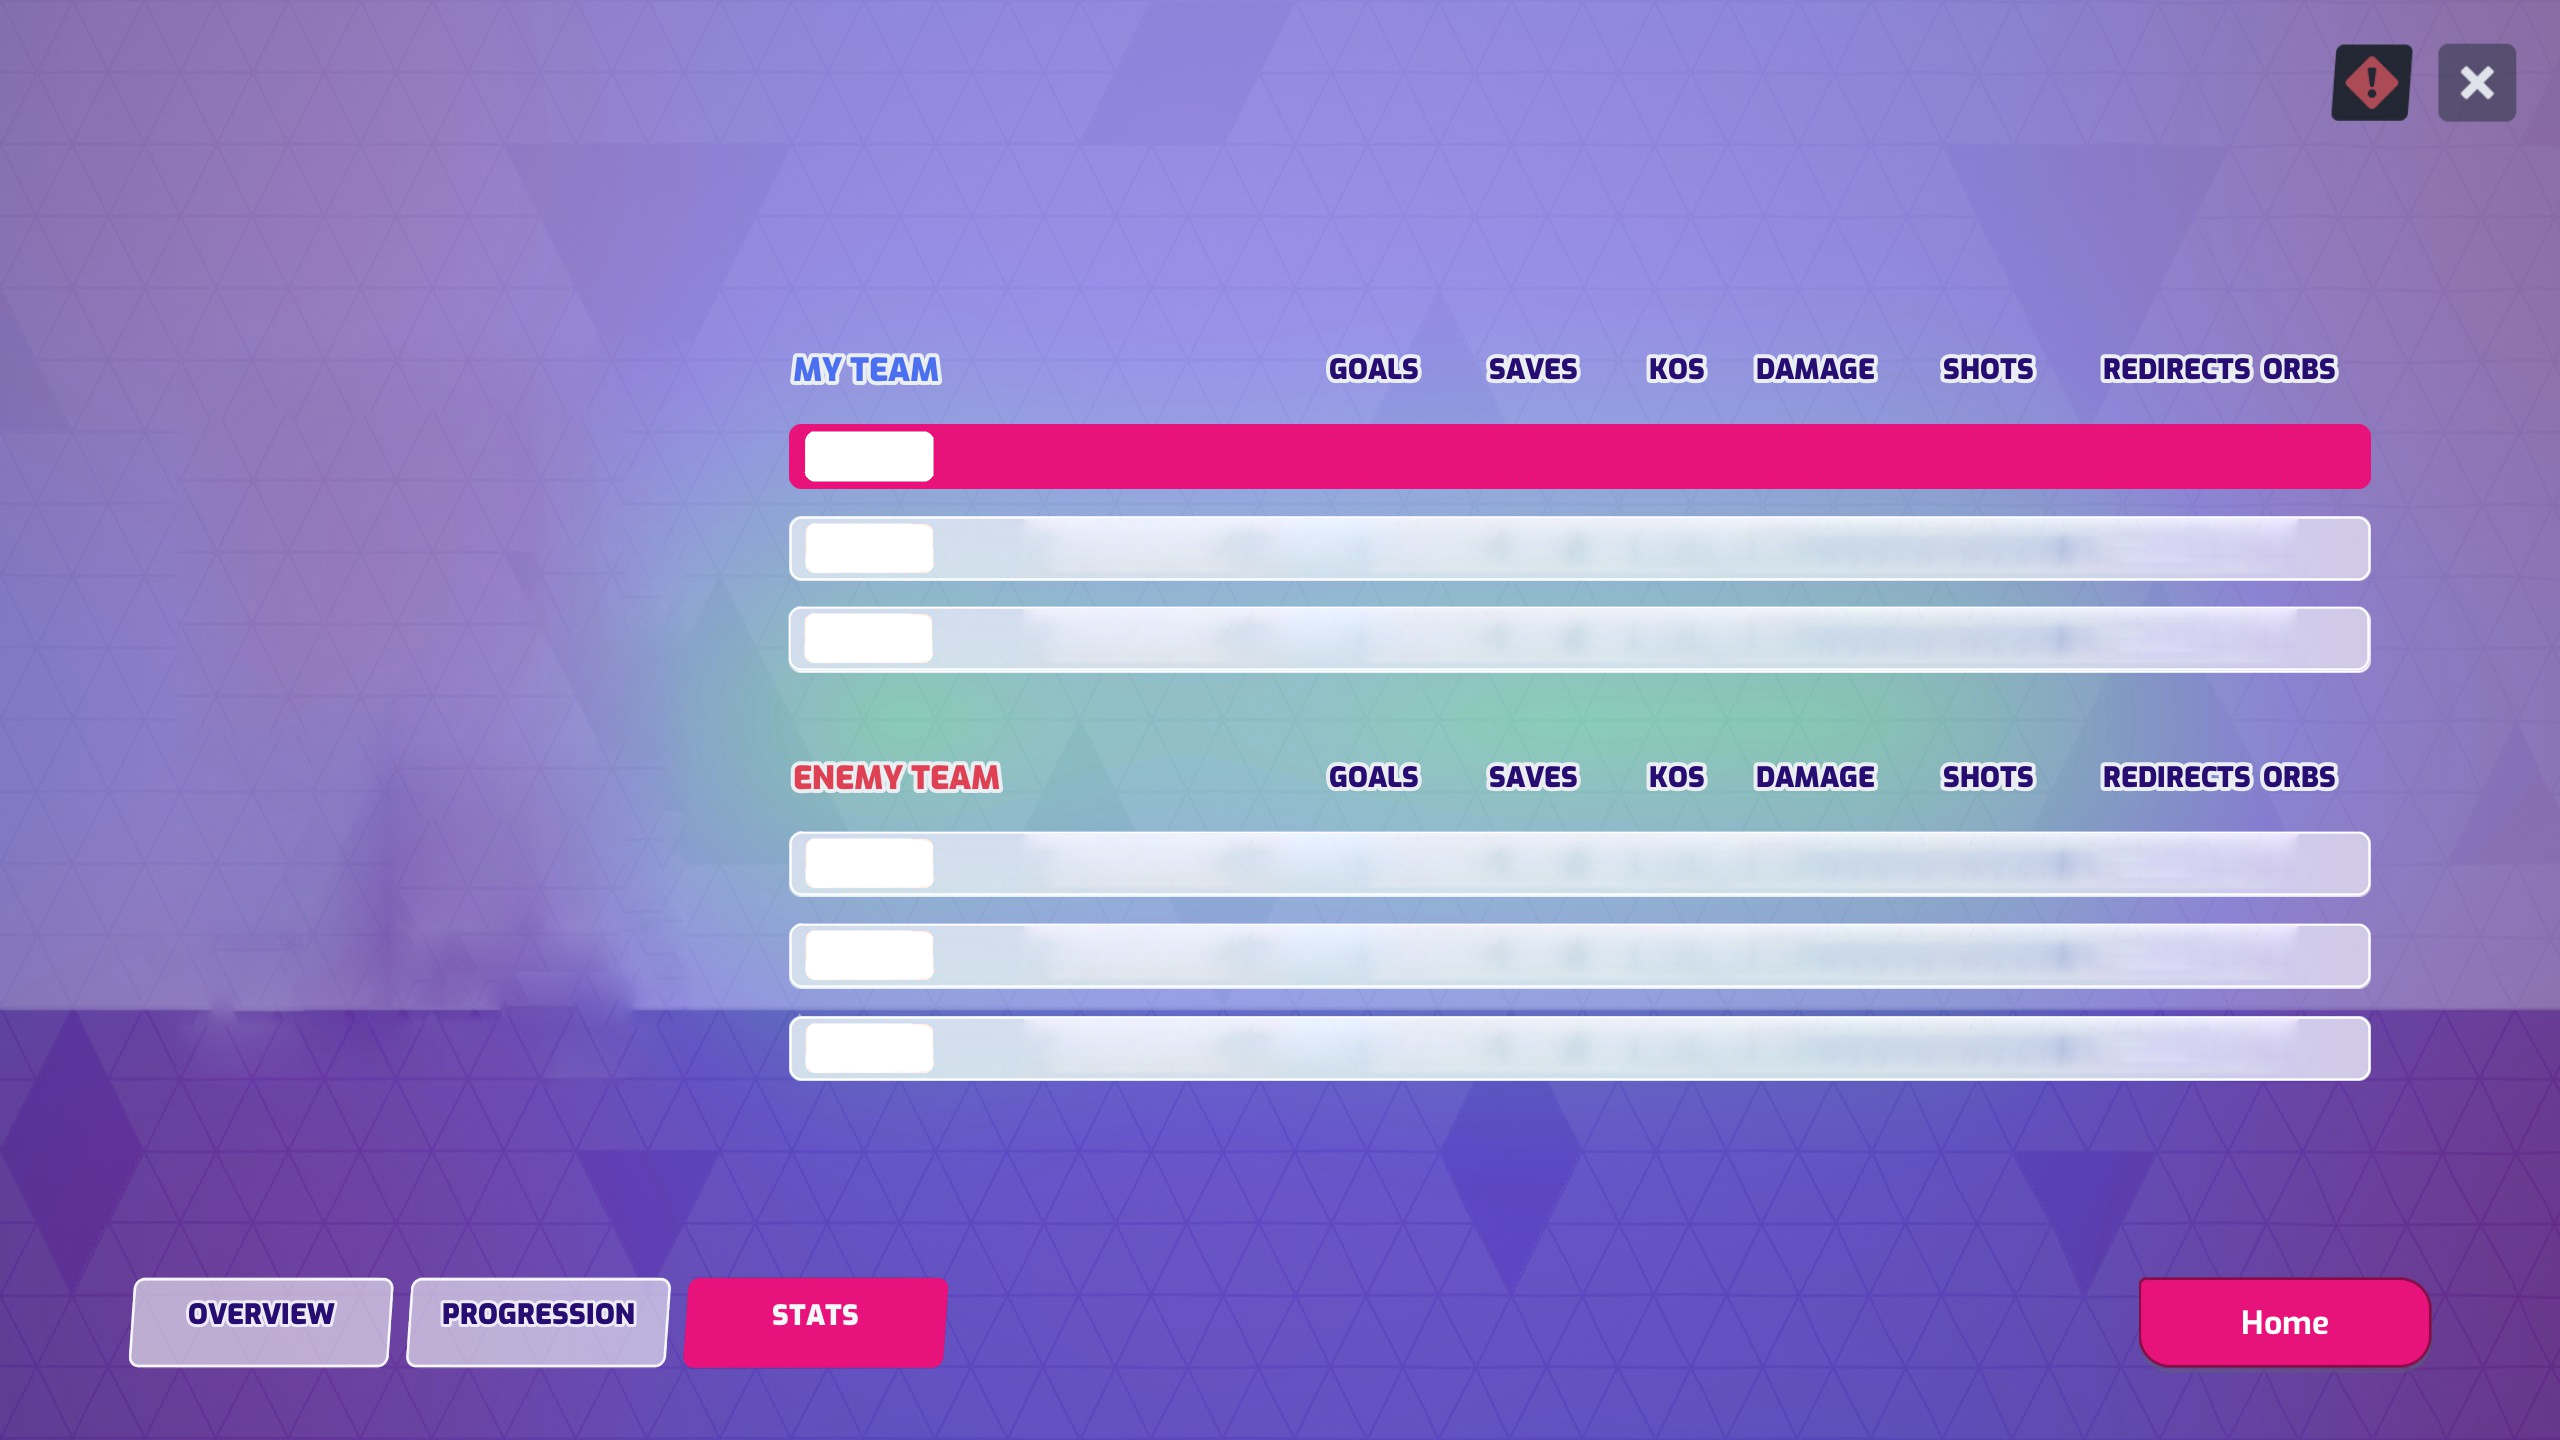 MY TEAM GOALS SAVES KOS DAMAGE SHOTS REDIRECTS ORBS
ENEMY TEAM GOALS SAVES KOS DAMAGE SHOTS REDIRECTS ORBS
OVERVIEW PROGRESSION STATS Home